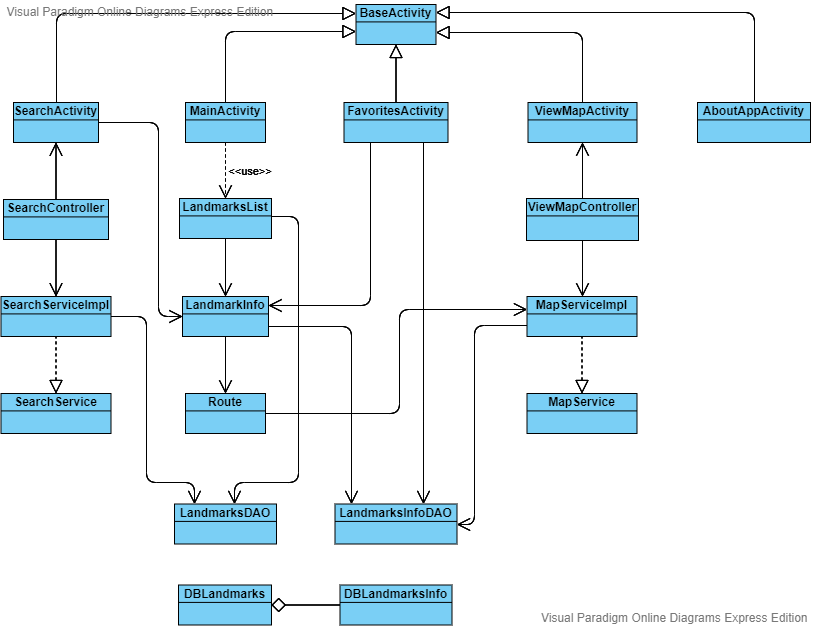 Visual Paradigm Online Diagrams Express Edition
BaseActivity
SearchActivity
MainActivity
FavoritesActivity
ViewMapActivity
AboutAppActivity
<<use>>
SearchController
LandmarksList
ViewMapController
SearchServiceImpl
LandmarkInfo
MapServiceImpl
SearchService
Route
MapService
LandmarksDAO
LandmarksInfoDAO
DBLandmarks
DBLandmarksInfo
Visual Paradigm Online Diagrams Express Edition